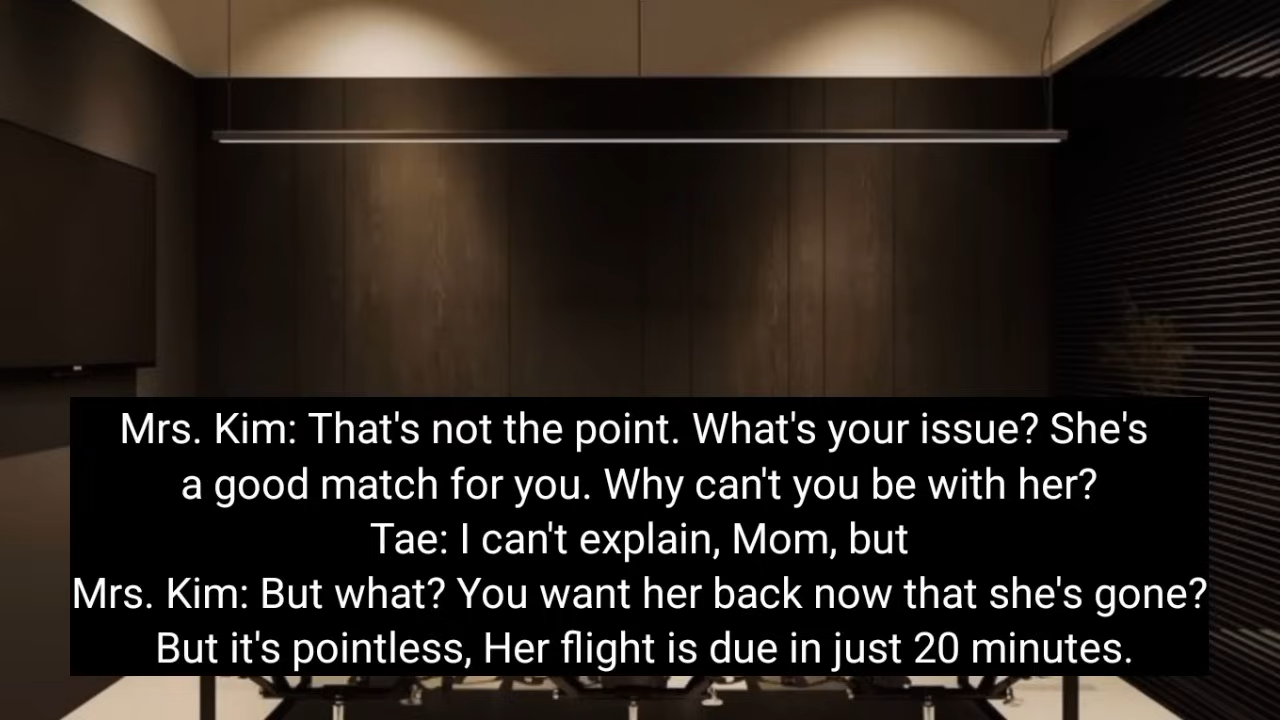 Mrs. Kim: That's not the point. What's your issue? She's
a good match for you. Why can't you be with her?
Tae: I can't explain, Mom, but
Mrs. Kim: But what? You want her back now that she's gone?
But it's pointless, Her flight is due in just 20 minutes.